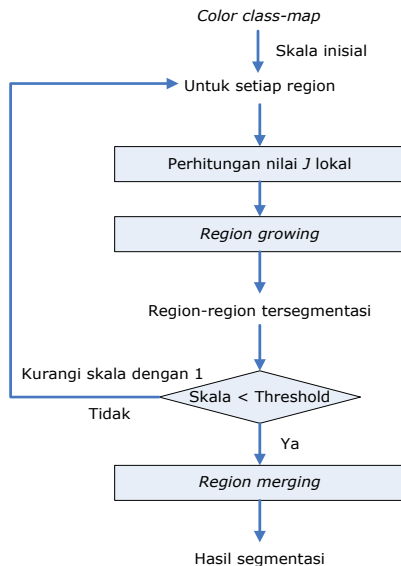 Color class-map
Skala inisial
Untuk setiap region
Perhitungan nilai J lokal
Region growing
Region-region tersegmentasi
Kurangi skala dengan 1
Skala < Threshold
Tidak
Ya
Region merging
Hasil segmentasi